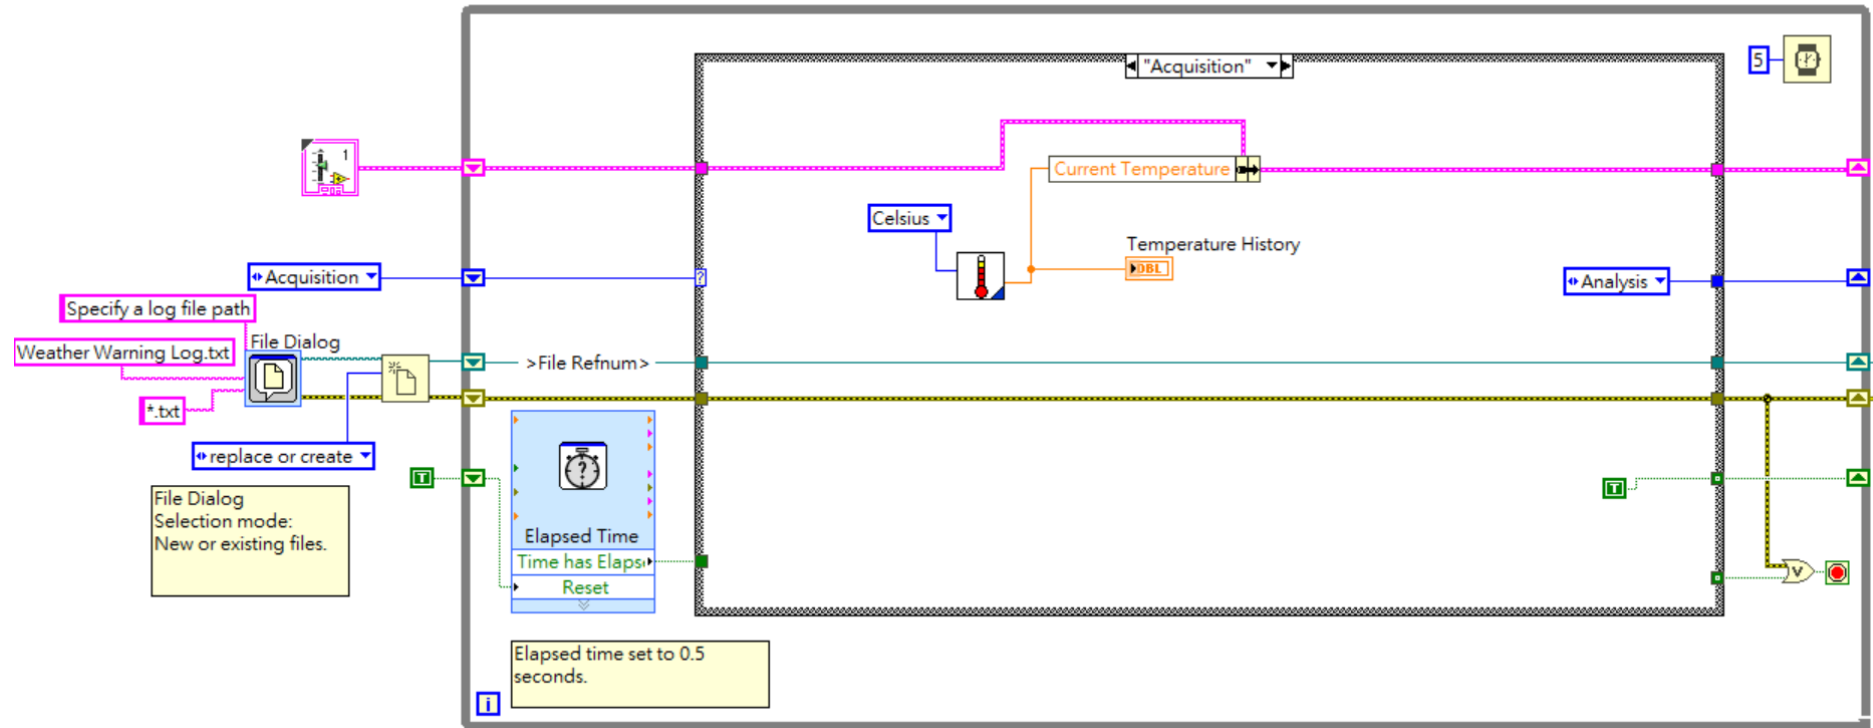 "Acquisition"
5
1
Current Temperature
Celsius
Temperature History
DBL
Acquisition
Analysis
Specify a log file path
File Dialog
Weather Warning Log.txt
>File Refnum>
*.txt
replace or create
T
?
?
T
File Dialog
Selection mode:
New or existing files.
Elapsed Time
Time has Elaps
Reset
V
Elapsed time set to 0.5
seconds.
i